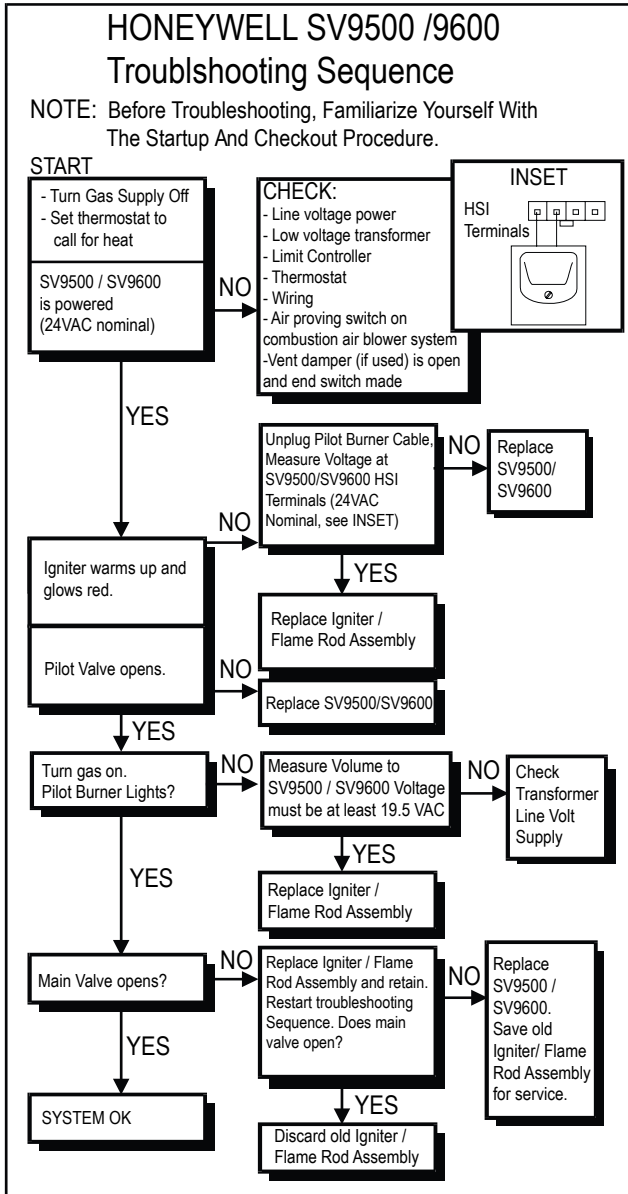 HONEYWELL SV9500 /9600
Troublshooting Sequence
NOTE: Before Troubleshooting, Familiarize Yourself With
The Startup And Checkout Procedure.
START
- Turn Gas Supply Off
- Set thermostat to
call for heat
SV9500 / SV9600
is powered
(24VAC nominal)
NO
CHECK:
- Line voltage power
- Low voltage transformer
- Limit Controller
- Thermostat
- Wiring
- Air proving switch on
combustion air blower system
-Vent damper (if used) is open
and end switch made
INSET
HSI
Terminals
YES
Igniter warms up and
glows red.
NO
Unplug Pilot Burner Cable,
Measure Voltage at
SV9500/SV9600 HSI
Terminals (24VAC
Nominal, see INSET)
NO
Replace
SV9500/
SV9600
YES
Replace Igniter /
Flame Rod Assembly
Pilot Valve opens.
NO
Replace SV9500/SV9600
YES
Turn gas on.
Pilot Burner Lights?
NO
Measure Volume to
SV9500 / SV9600 Voltage
must be at least 19.5 VAC
NO
Check
Transformer
Line Volt
Supply
YES
Replace Igniter /
Flame Rod Assembly
YES
Main Valve opens?
NO
Replace Igniter / Flame
Rod Assembly and retain.
Restart troubleshooting
Sequence. Does main
valve open?
NO
Replace
SV9500 /
SV9600.
Save old
Igniter/ Flame
Rod Assembly
for service.
YES
Discard old Igniter /
Flame Rod Assembly
YES
SYSTEM OK